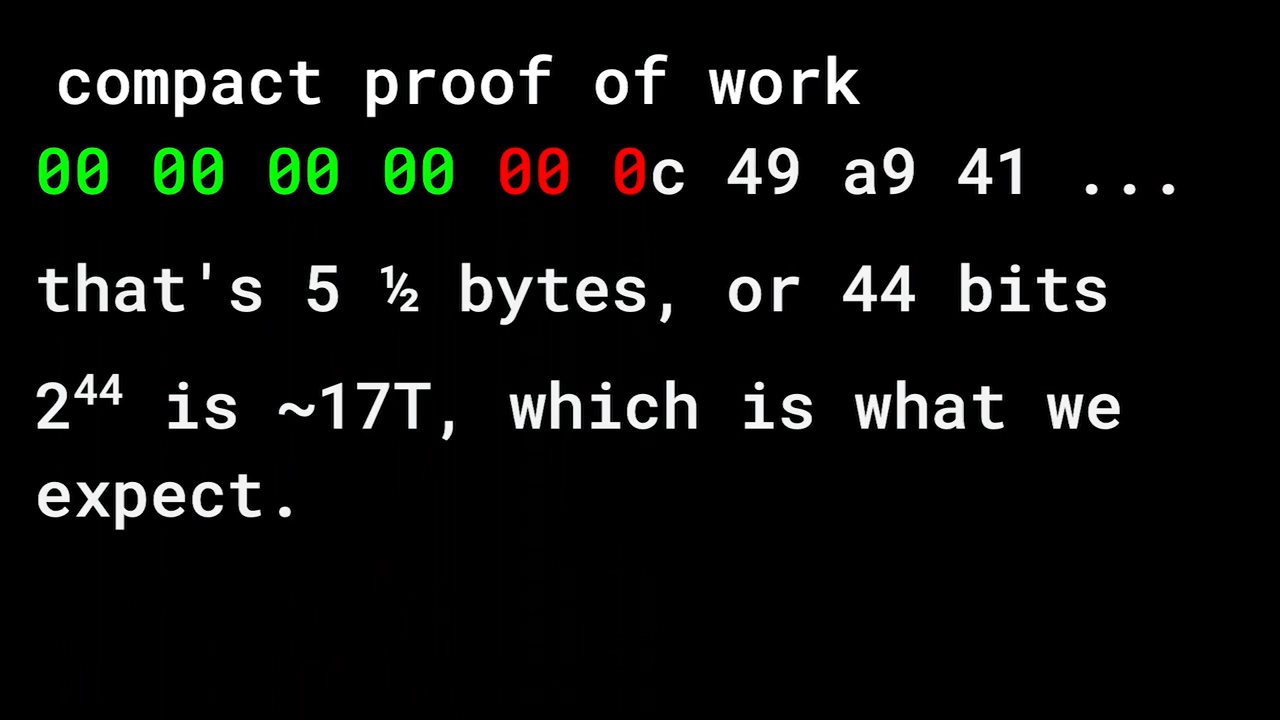 compact proof of work
00 00 00 00 00 0c 49 a9 41 ...
that's 5 ½ bytes, or 44 bits
2⁴⁴ is ~17T, which is what we
expect.